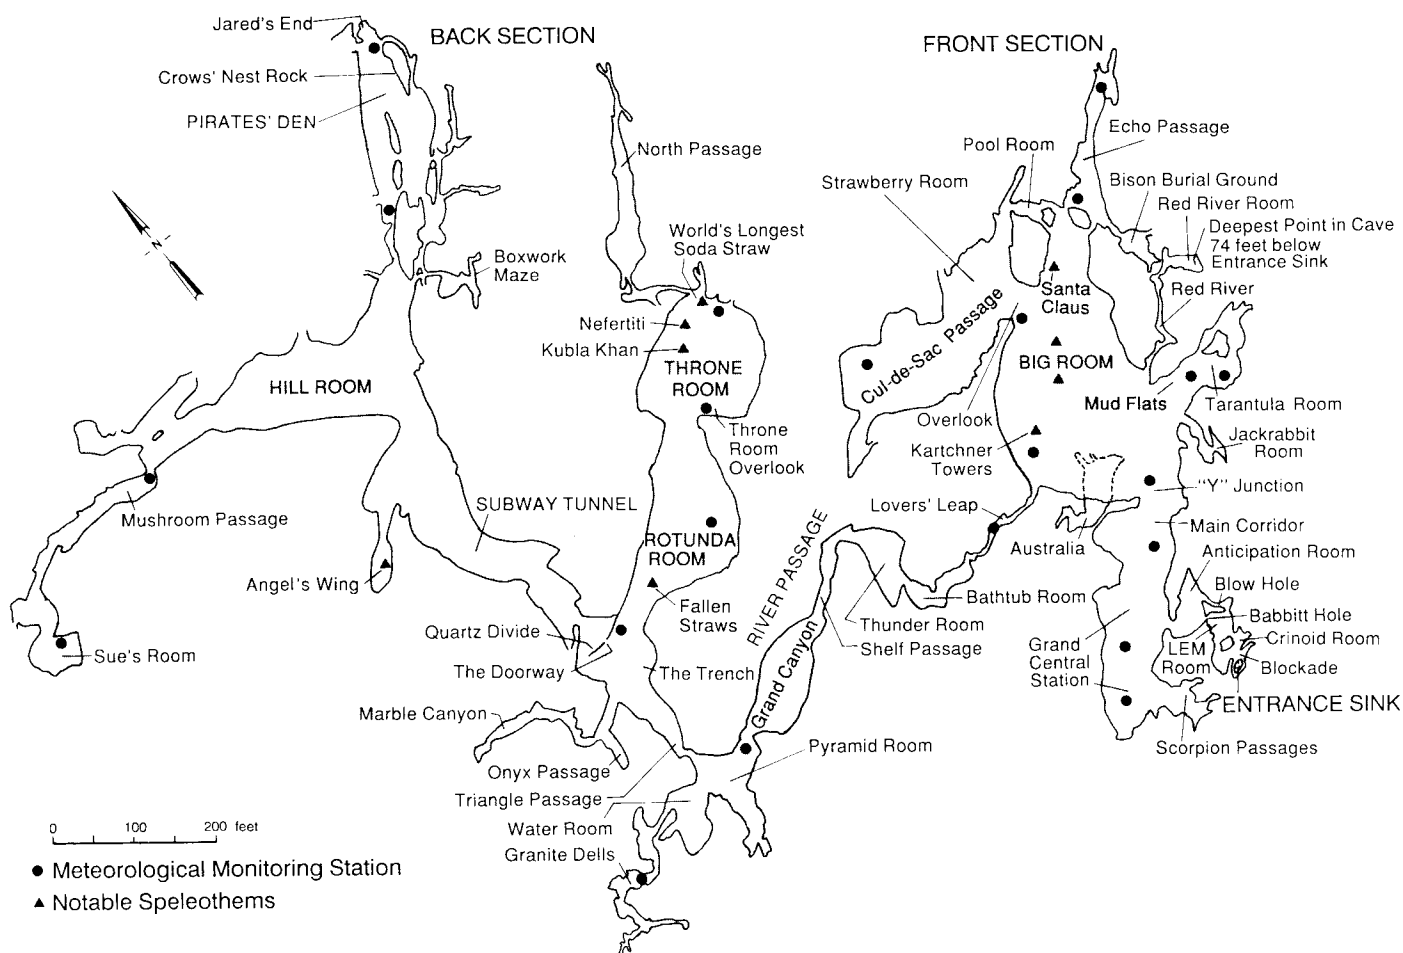 Jared's End
BACK SECTION
FRONT SECTION
Crows' Nest Rock
PIRATES' DEN
North Passage
Echo Passage
Pool Room
Strawberry Room
Bison Burial Ground
Red River Room
Deepest Point in Cave
74 feet below
Entrance Sink
N
World's Longest
Soda Straw
Boxwork
Maze
Santa
Claus
Red River
Nefertiti
Kubla Khan
THRONE
ROOM
Cul-de-Sac Passage
BIG ROOM
HILL ROOM
Mud Flats
Tarantula Room
Overlook
Throne
Room
Overlook
Kartchner
Towers
Jackrabbit
Room
"Y" Junction
Mushroom Passage
SUBWAY TUNNEL
Lovers' Leap
Main Corridor
ROTUNDA
ROOM
RIVER PASSAGE
Australia
Anticipation Room
Angel's Wing
Blow Hole
Bathtub Room
Fallen
Straws
Babbitt Hole
Thunder Room
Quartz Divide
Crinoid Room
Shelf Passage
Grand
Central
Station
LEM
Room
Sue's Room
The Doorway
The Trench
Grand Canyon
Blockade
ENTRANCE SINK
Marble Canyon
Pyramid Room
Scorpion Passages
Onyx Passage
Triangle Passage
Water Room
Granite Dells
0 100 200 feet
● Meteorological Monitoring Station
▲ Notable Speleothems